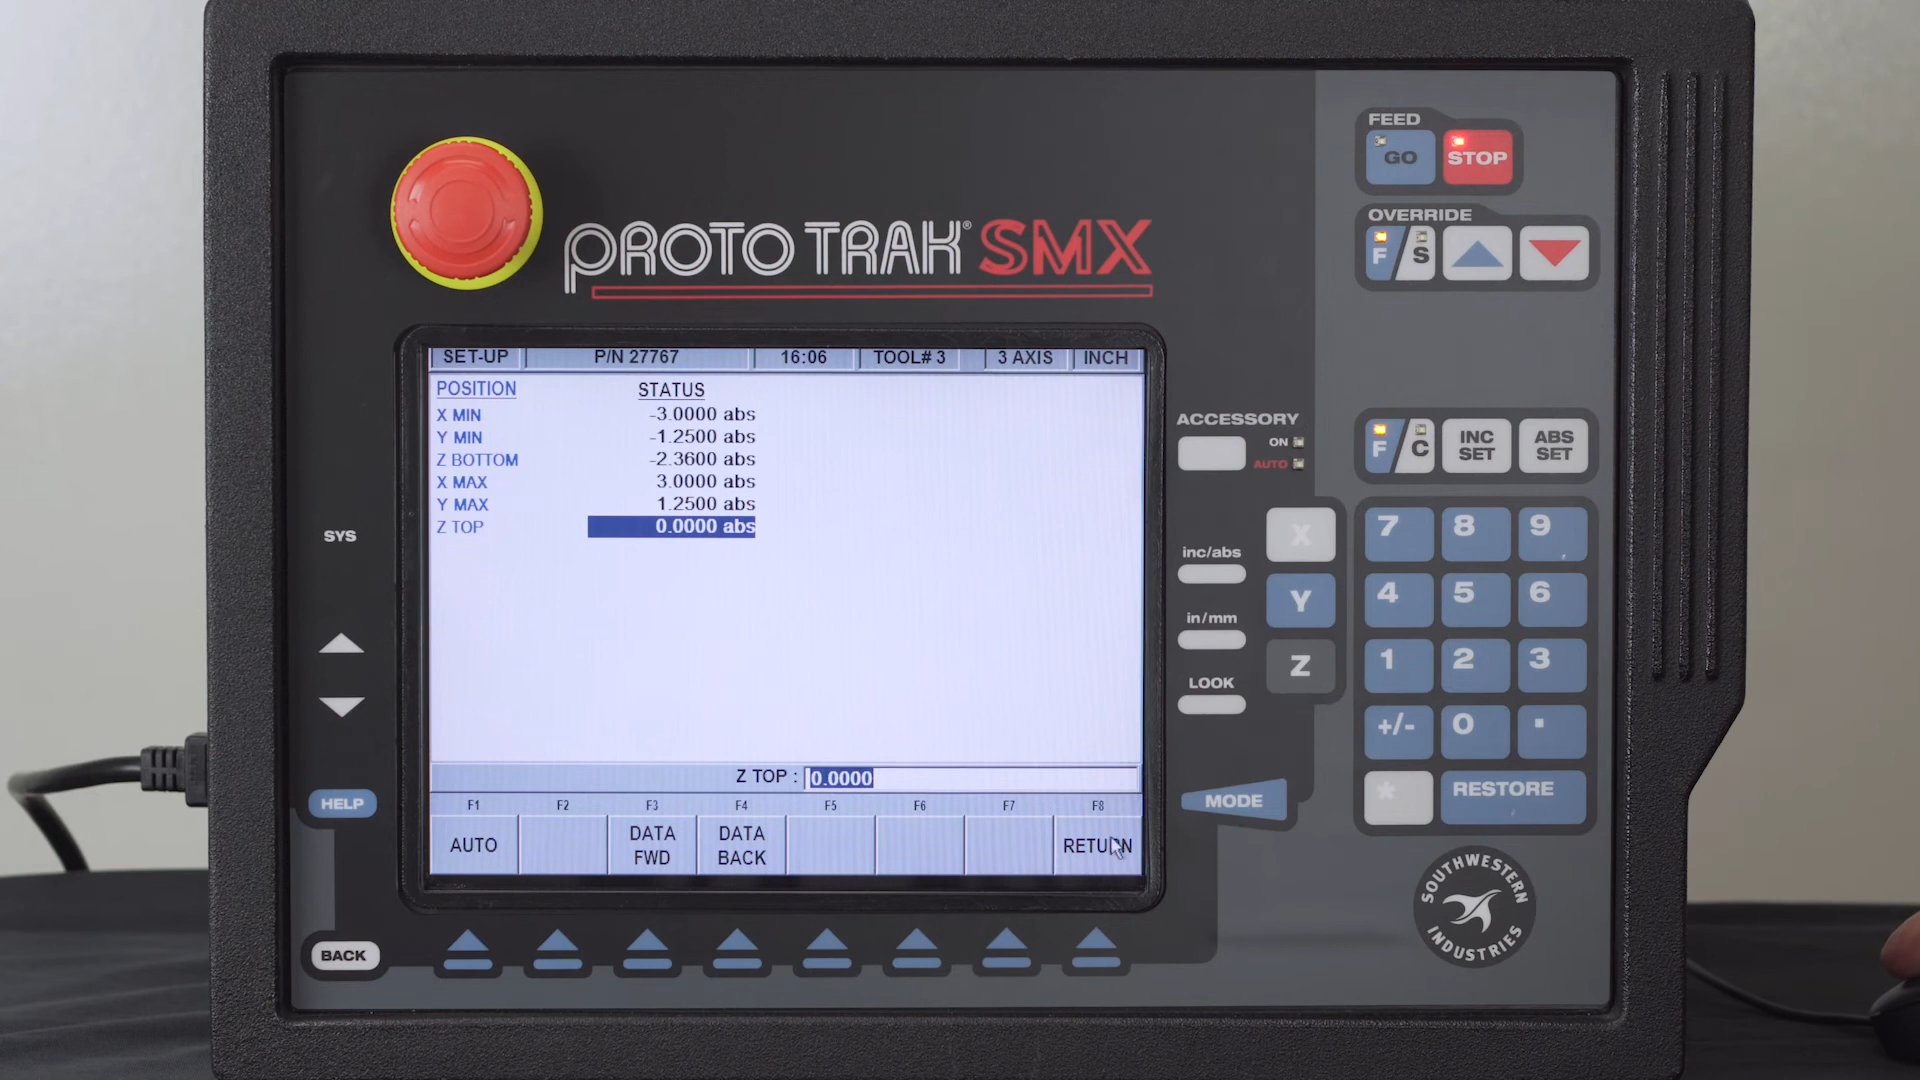 FEED
GO STOP
OVERRIDE
F S
PROTO TRAK® SMX
SET-UP P/N 27767 16:06 TOOL# 3 3 AXIS INCH
POSITION STATUS
X MIN -3.0000 abs
Y MIN -1.2500 abs
Z BOTTOM -2.3600 abs
X MAX 3.0000 abs
Y MAX 1.2500 abs
Z TOP 0.0000 abs
Z TOP : 0.0000
F1 F2 F3 F4 F5 F6 F7 F8
AUTO DATA FWD DATA BACK RETURN
SYS
HELP
BACK
ACCESSORY
ON
AUTO
inc/abs
in/mm
LOOK
MODE
F C INC SET ABS SET
X 7 8 9
Y 4 5 6
Z 1 2 3
+/- 0 .
* RESTORE
SOUTHWESTERN
INDUSTRIES